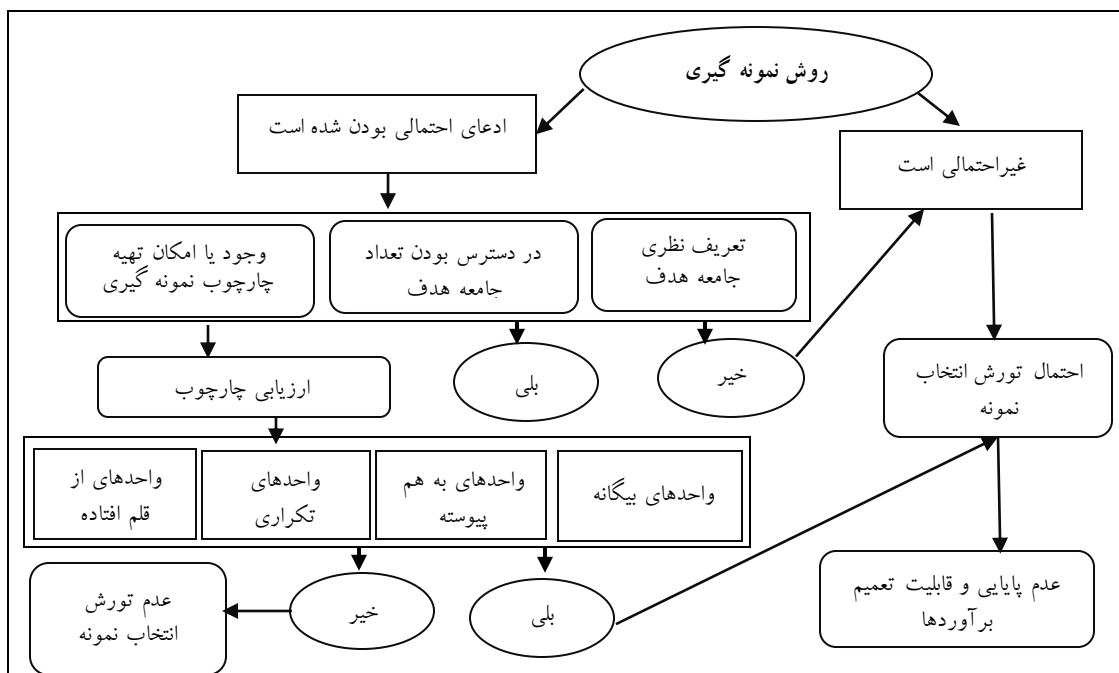 روش نمونه گیری
ادعای احتمالی بودن شده است
غیراحتمالی است
تعریف نظری
جامعه هدف
در دسترس بودن تعداد
جامعه هدف
وجود یا امکان تهیه
چارچوب نمونه گیری
خیر
بلی
ارزیابی چارچوب
احتمال تورش انتخاب
نمونه
واحدهای بیگانه
واحدهای به هم
پیوسته
واحدهای
تکراری
واحدهای از
قلم افتاده
بلی
خیر
عدم تورش
انتخاب نمونه
عدم پایایی و قابلیت تعمیم
برآوردها